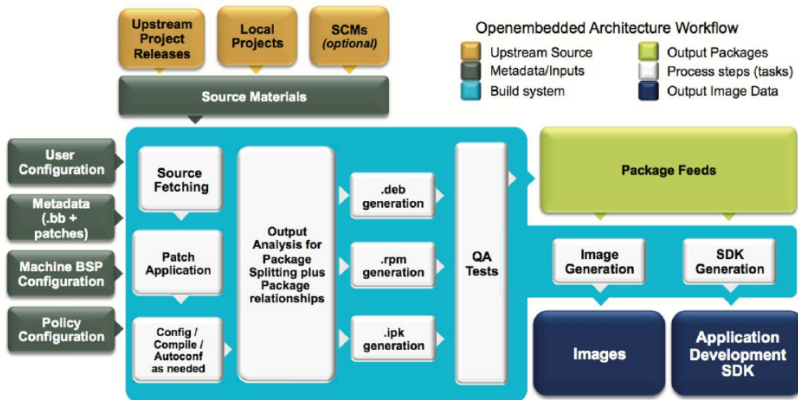 Upstream
Project
Releases
Local
Projects
SCMs
(optional)
Openembedded Architecture Workflow
Upstream Source
Metadata/Inputs
Build system
Output Packages
Process steps (tasks)
Output Image Data
Source Materials
User
Configuration
Metadata
(.bb +
patches)
Machine BSP
Configuration
Policy
Configuration
Source
Fetching
Patch
Application
Config /
Compile /
Autoconf
as needed
Output
Analysis for
Package
Splitting plus
Package
relationships
.deb
generation
.rpm
generation
.ipk
generation
QA
Tests
Package Feeds
Image
Generation
SDK
Generation
Images
Application
Development
SDK